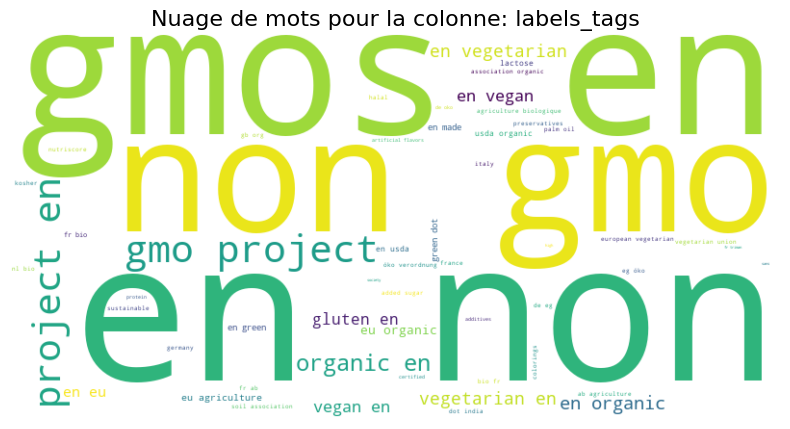 Nuage de mots pour la colonne: labels_tags
gmos en
en vegetarian
lactose
association organic
en vegan
halal
agriculture biologique
preservatives
palm oil
en made
usda organic
gb org
artificial flavors
nutriscore
non gmo
italy
kosher
project en
fr bio
gmo project
en usda
green dot
european vegetarian
vegetarian union
öko verordnung
france
nl bio
eg öko
en non
protein
sustainable
added sugar
de eg
gluten en
eu organic
additives
en green
germany
organic en
colorings
certified
bio fr
en eu
fr ab
eu agriculture
soil association
vegan en
vegetarian en
dot india
ab agriculture
en organic